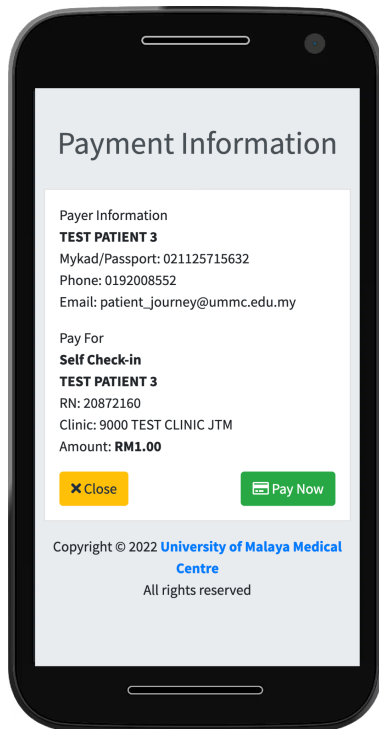 Payment Information
Payer Information
TEST PATIENT 3
Mykad/Passport: 021125715632
Phone: 0192008552
Email: patient_journey@ummc.edu.my
Pay For
Self Check-in
TEST PATIENT 3
RN: 20872160
Clinic: 9000 TEST CLINIC JTM
Amount: RM1.00
Close
Pay Now
Copyright © 2022 University of Malaya Medical
Centre
All rights reserved